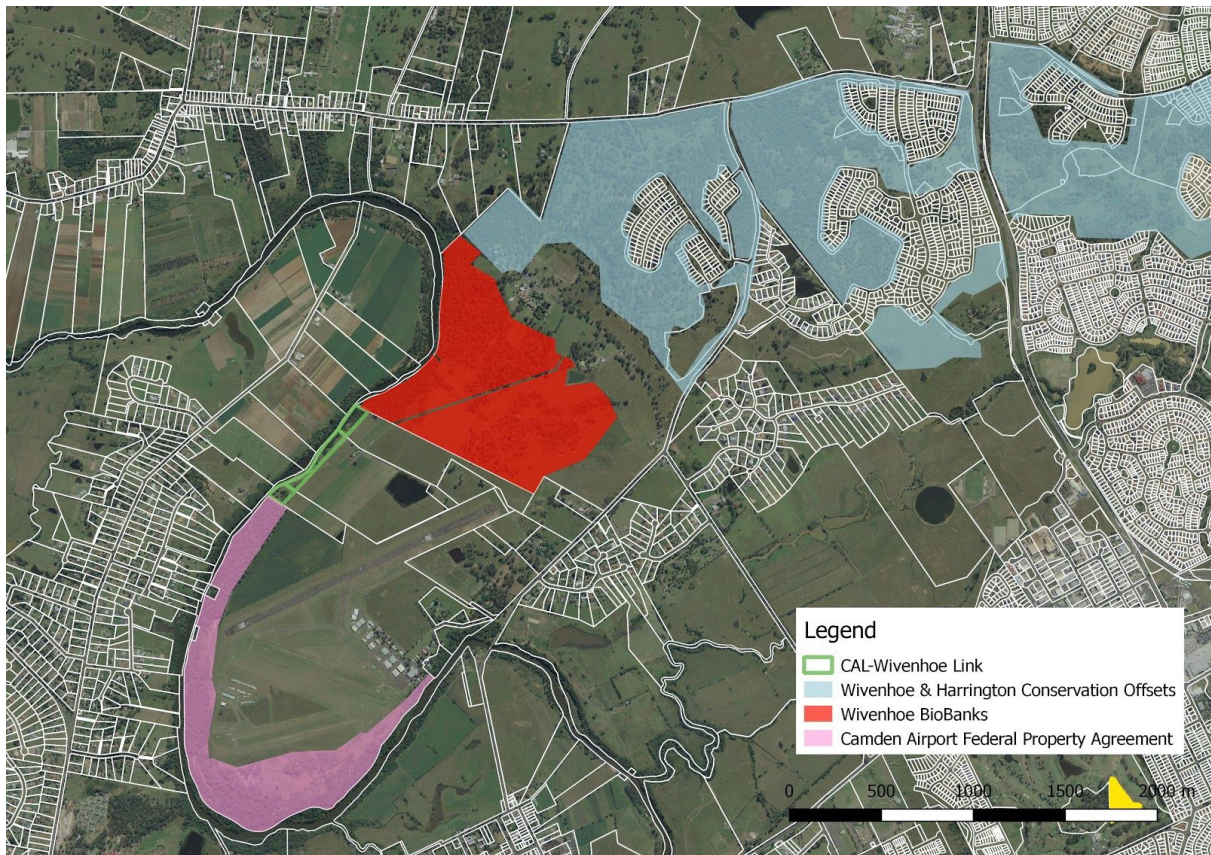 Legend
CAL-Wivenhoe Link
Wivenhoe & Harrington Conservation Offsets
Wivenhoe BioBanks
Camden Airport Federal Property Agreement
0 500 1000 1500 2000 m